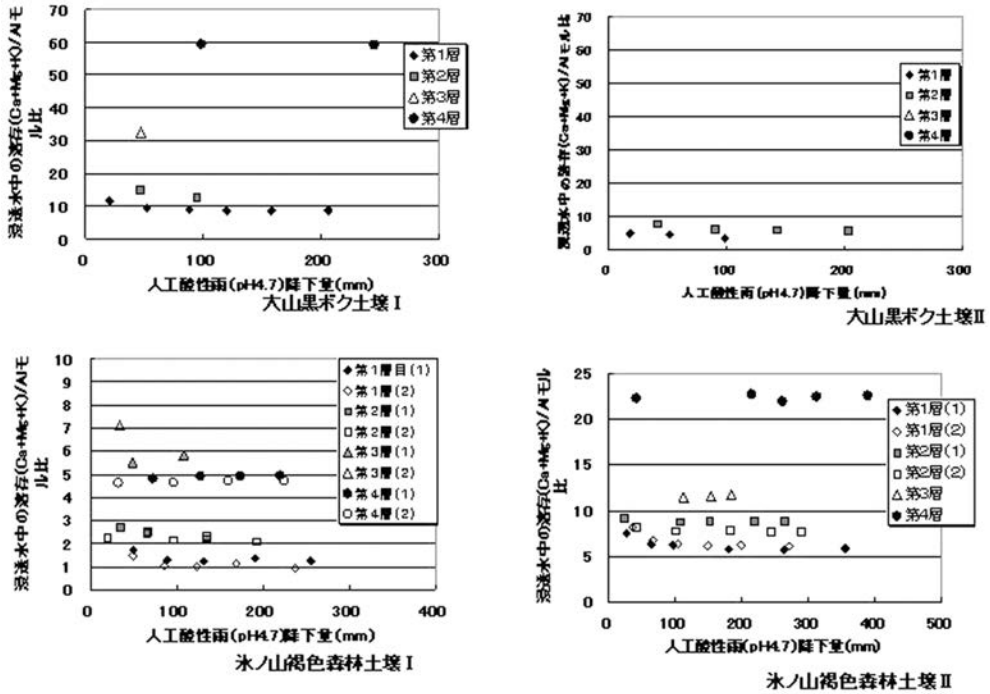 浸透水中の溶存(Ca+Mg+K)/Alモ
ル比
70
60
50
40
30
20
10
0
0
100
200
300
◆第1層
■第2層
△第3層
●第4層
人工酸性雨(pH4.7)降下量(mm)
大山黒ボク土壌Ⅰ
浸透水中の溶存(Ca+Mg+K)/Alモル比
70
60
50
40
30
20
10
0
0
100
200
300
◆第1層
■第2層
△第3層
●第4層
人工酸性雨(pH4.7)降下量(mm)
大山黒ボク土壌Ⅱ
浸透水中の溶存(Ca+Mg+K)/Alモ
ル比
10
9
8
7
6
5
4
3
2
1
0
0
100
200
300
400
◆第1層目(1)
◇第1層(2)
■第2層(1)
□第2層(2)
▲第3層(1)
△第3層(2)
●第4層(1)
○第4層(2)
人工酸性雨(pH4.7)降下量(mm)
氷ノ山褐色森林土壌Ⅰ
浸透水中の溶存(Ca+Mg+K)/Alモル
比
25
20
15
10
5
0
0
100
200
300
400
500
◆第1層(1)
◇第1層(2)
■第2層(1)
□第2層(2)
△第3層
●第4層
人工酸性雨(pH4.7)降下量(mm)
氷ノ山褐色森林土壌Ⅱ